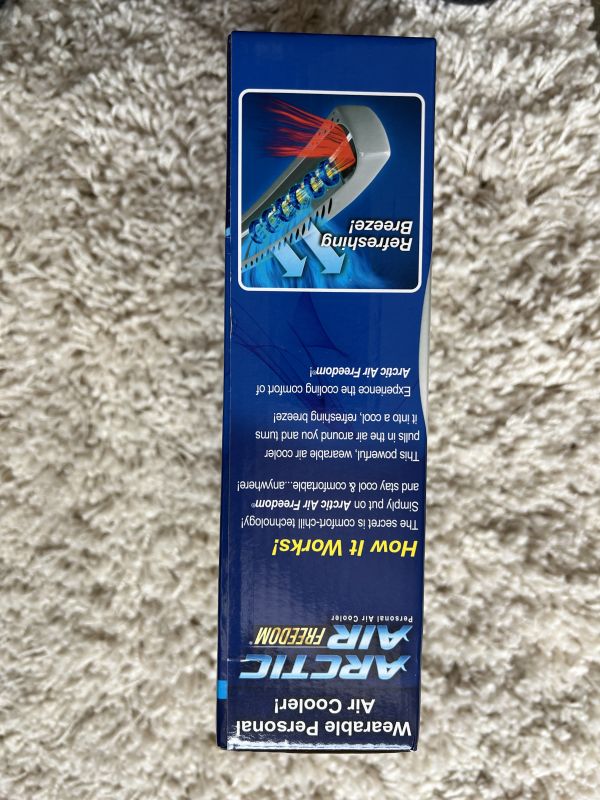 Wearable Personal
Air Cooler!
ARCTIC
AIR FREEDOM®
Personal Air Cooler
How It Works!
The secret is comfort-chill technology!
Simply put on Arctic Air Freedom®
and stay cool & comfortable...anywhere!
This powerful, wearable air cooler
pulls in the air around you and turns
it into a cool, refreshing breeze!
Experience the cooling comfort of
Arctic Air Freedom®!
Refreshing
Breeze!